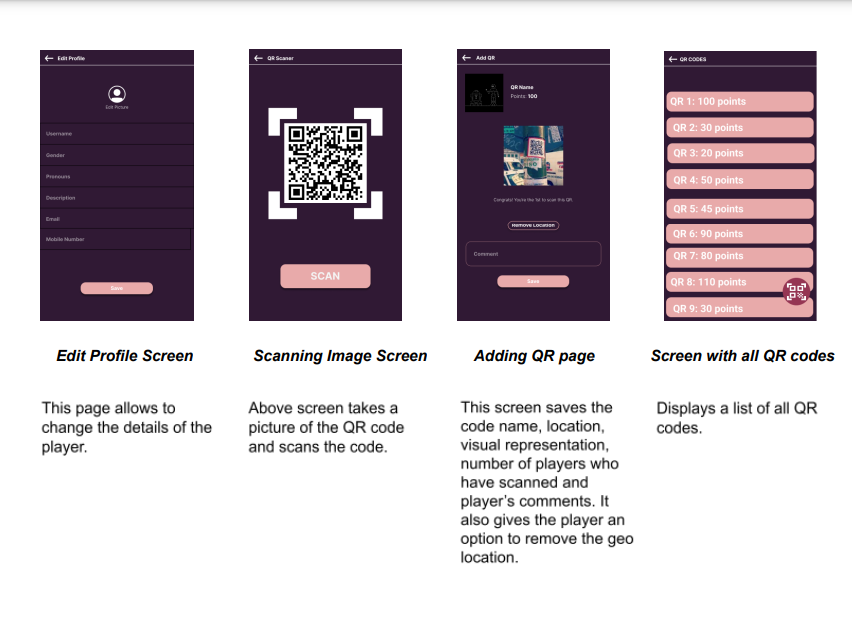 Edit Profile
Edit Picture
Username
Gender
Pronouns
Description
Email
Mobile Number
Save
QR Scaner
SCAN
Add QR
QR Name
Points: 100
Congrats! Youre the 1st to scan this QR
Remove Location
Comment
Save
QR CODES
QR 1: 100 points
QR 2: 30 points
QR 3: 20 points
QR 4: 50 points
QR 5: 45 points
QR 6: 90 points
QR 7: 80 points
QR 8: 110 points
QR 9: 30 points
Edit Profile Screen
This page allows to
change the details of the
player.
Scanning Image Screen
Above screen takes a
picture of the QR code
and scans the code.
Adding QR page
This screen saves the
code name, location,
visual representation,
number of players who
have scanned and
player's comments. It
also gives the player an
option to remove the geo
location.
Screen with all QR codes
Displays a list of all QR
codes.